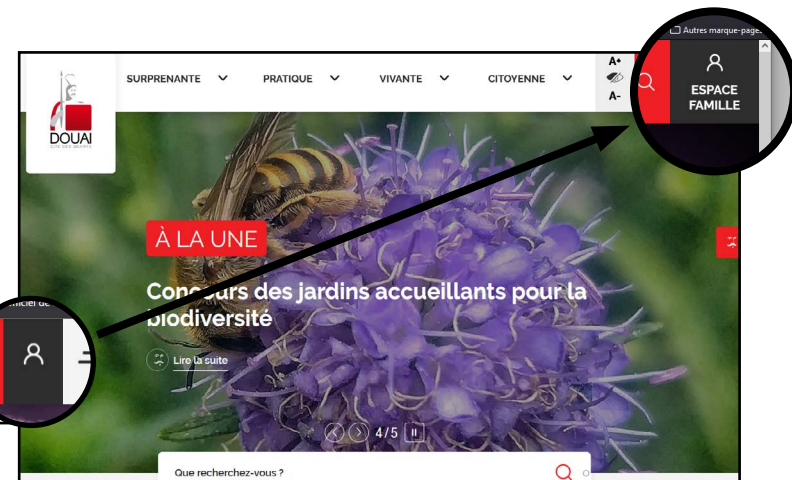 Autres marque-pages
SURPRENANTE PRATIQUE VIVANTE CITOYENNE
A+
A-
ESPACE
FAMILLE
DOUAI
À LA UNE
Concours des jardins accueillants pour la
biodiversité
Lire la suite
4/5
Que recherchez-vous ?